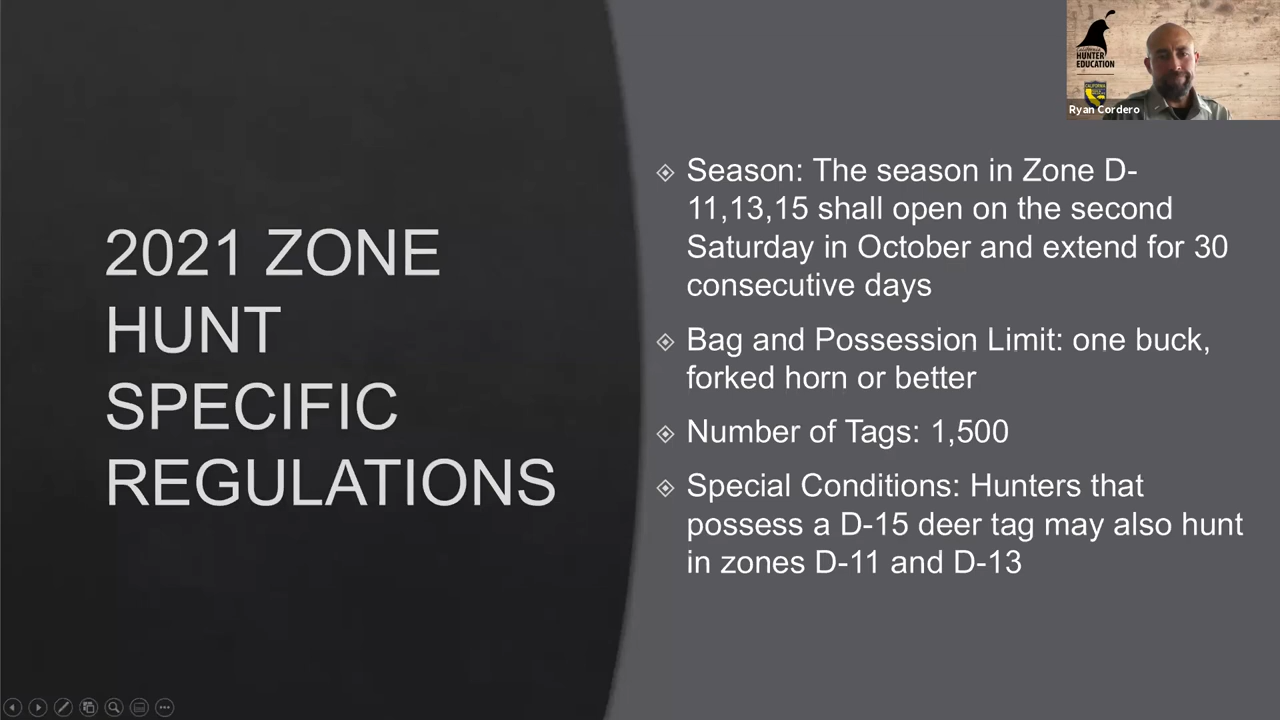 2021 ZONE
HUNT
SPECIFIC
REGULATIONS
Season: The season in Zone D-
11,13,15 shall open on the second
Saturday in October and extend for 30
consecutive days
Bag and Possession Limit: one buck,
forked horn or better
Number of Tags: 1,500
Special Conditions: Hunters that
possess a D-15 deer tag may also hunt
in zones D-11 and D-13
HUNTER
EDUCATION
Ryan Cordero